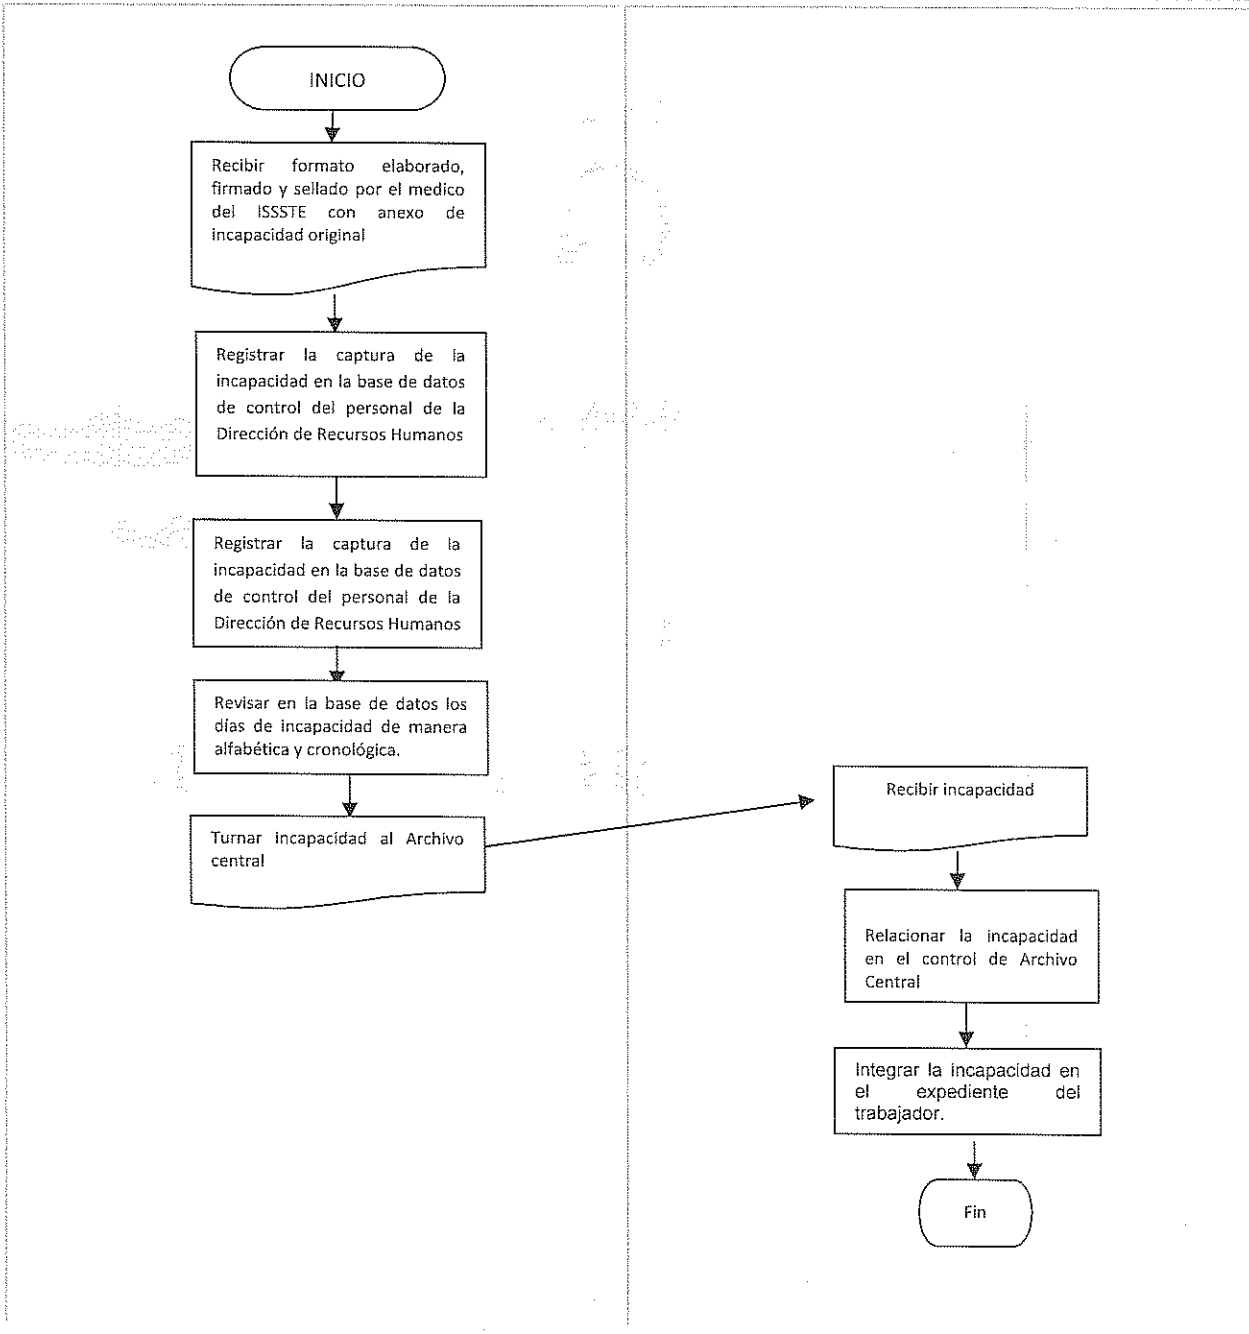 INICIO
Recibir formato elaborado,
firmado y sellado por el medico
del ISSSTE con anexo de
incapacidad original
Registrar la captura de la
incapacidad en la base de datos
de control del personal de la
Dirección de Recursos Humanos
Registrar la captura de la
incapacidad en la base de datos
de control del personal de la
Dirección de Recursos Humanos
Revisar en la base de datos los
días de incapacidad de manera
alfabética y cronológica.
Turnar incapacidad al Archivo
central
Recibir incapacidad
Relacionar la incapacidad
en el control de Archivo
Central
Integrar la incapacidad en
el expediente del
trabajador.
Fin